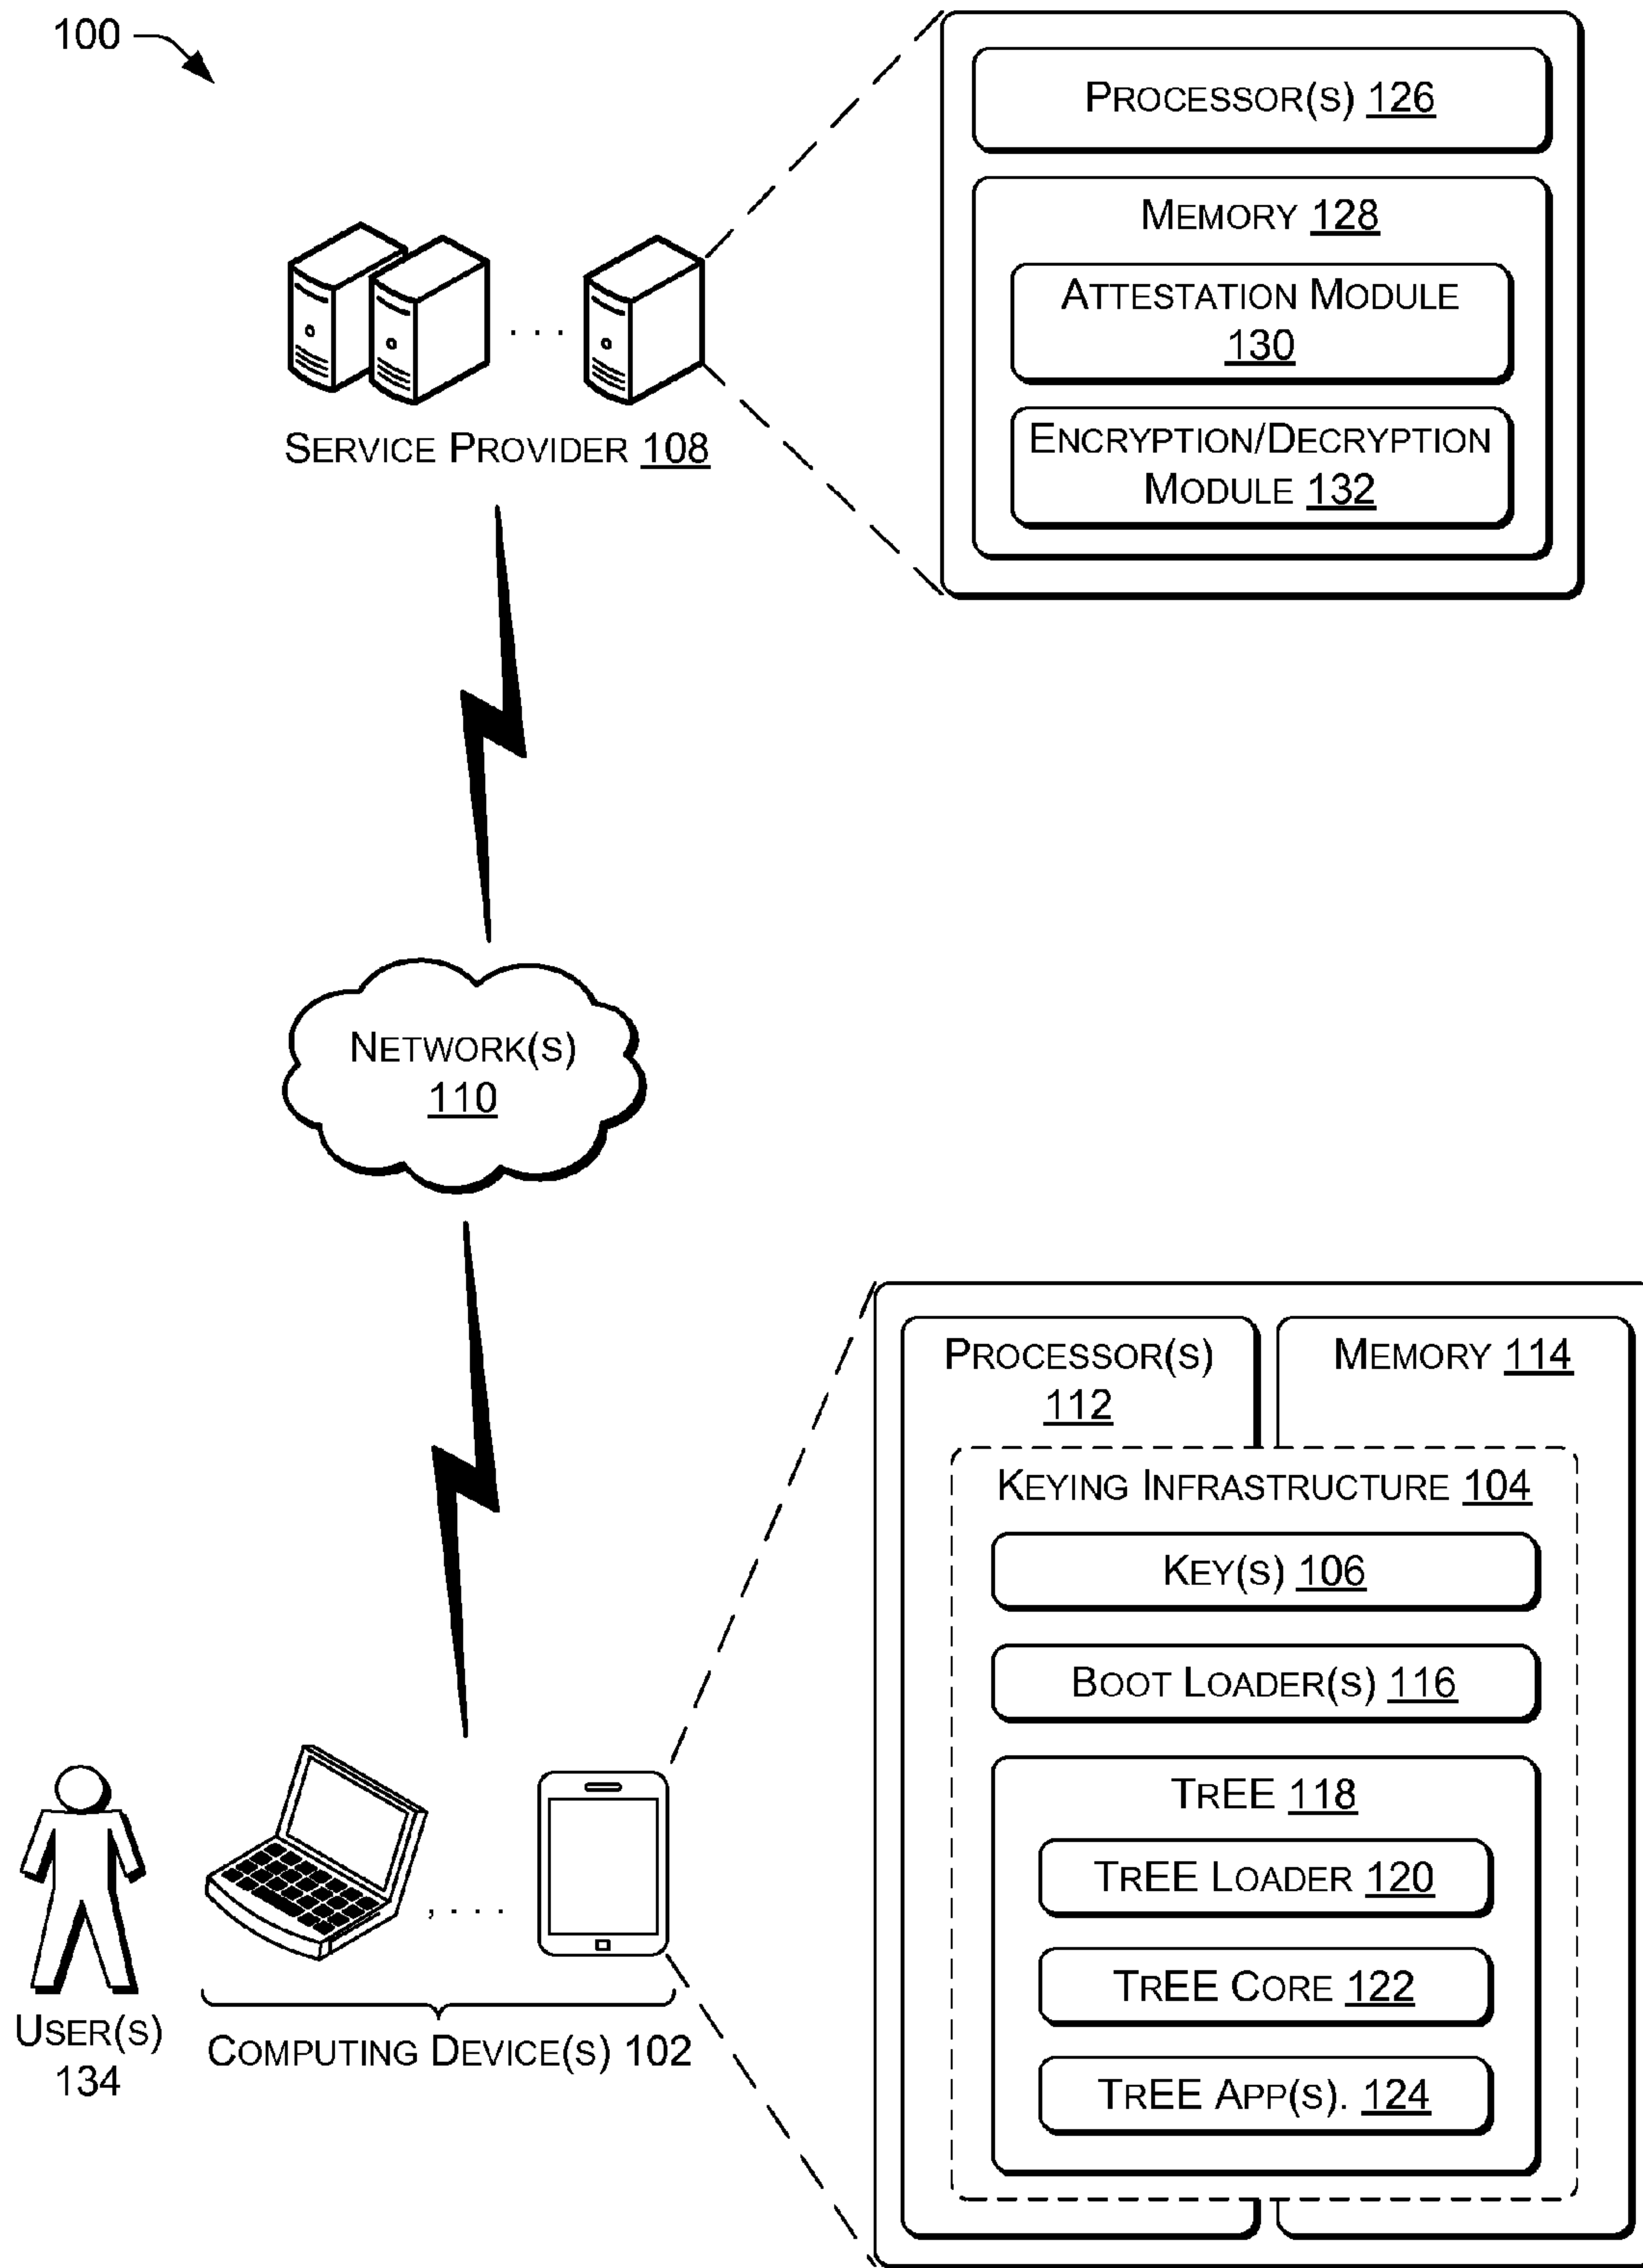 100
PROCESSOR(S) 126
MEMORY 128
ATTESTATION MODULE
130
ENCRYPTION/DECRYPTION
MODULE 132
SERVICE PROVIDER 108
NETWORK(S)
110
PROCESSOR(S)
112
MEMORY 114
KEYING INFRASTRUCTURE 104
KEY(S) 106
BOOT LOADER(S) 116
TREE 118
TREE LOADER 120
TREE CORE 122
TREE APP(S). 124
USER(S)
134
COMPUTING DEVICE(S) 102